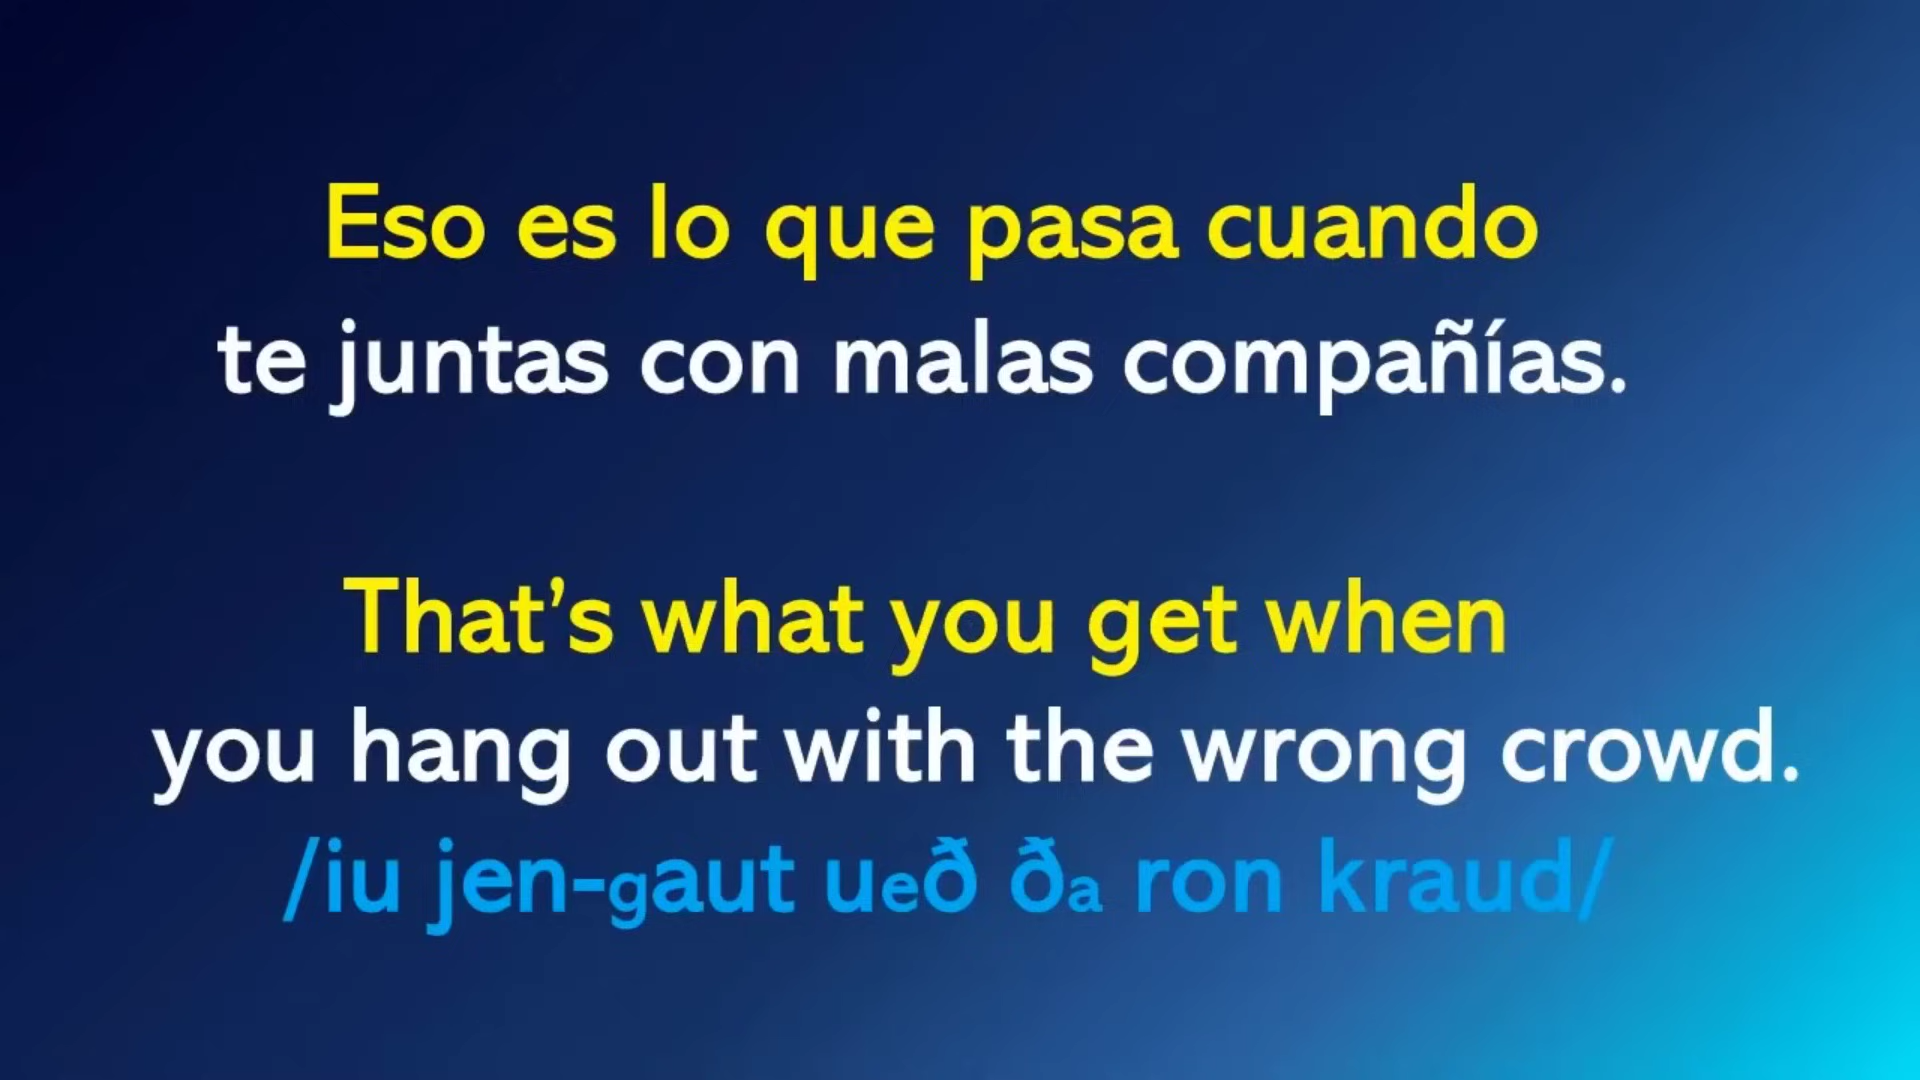 Eso es lo que pasa cuando
te juntas con malas compañías.
That’s what you get when
you hang out with the wrong crowd.
/iu jen-gaut ueð ða ron kraud/